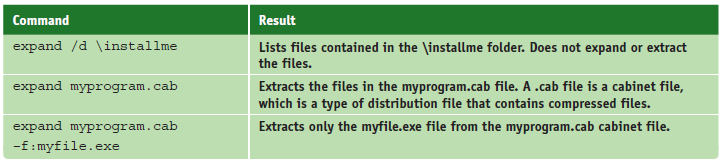 Command Result
expand /d \installme Lists files contained in the \installme folder. Does not expand or extract
the files.
expand myprogram.cab Extracts the files in the myprogram.cab file. A .cab file is a cabinet file,
which is a type of distribution file that contains compressed files.
expand myprogram.cab Extracts only the myfile.exe file from the myprogram.cab cabinet file.
-f:myfile.exe